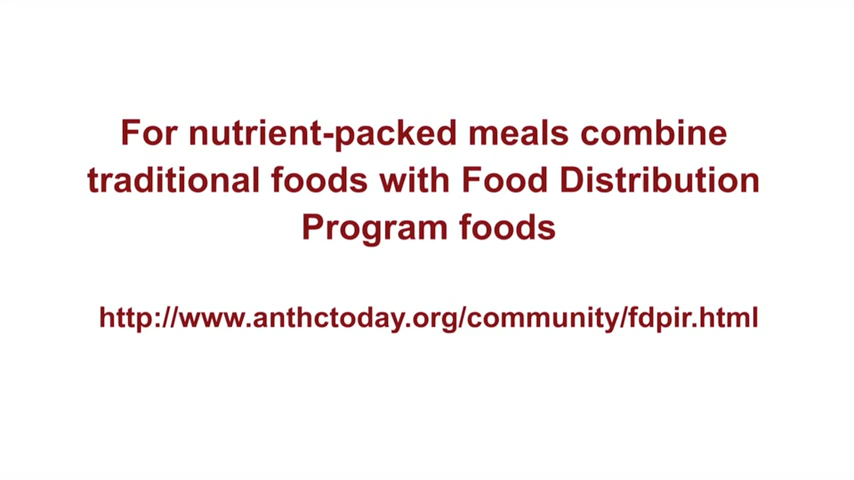 For nutrient-packed meals combine
traditional foods with Food Distribution
Program foods
http://www.anthctoday.org/community/fdpir.html